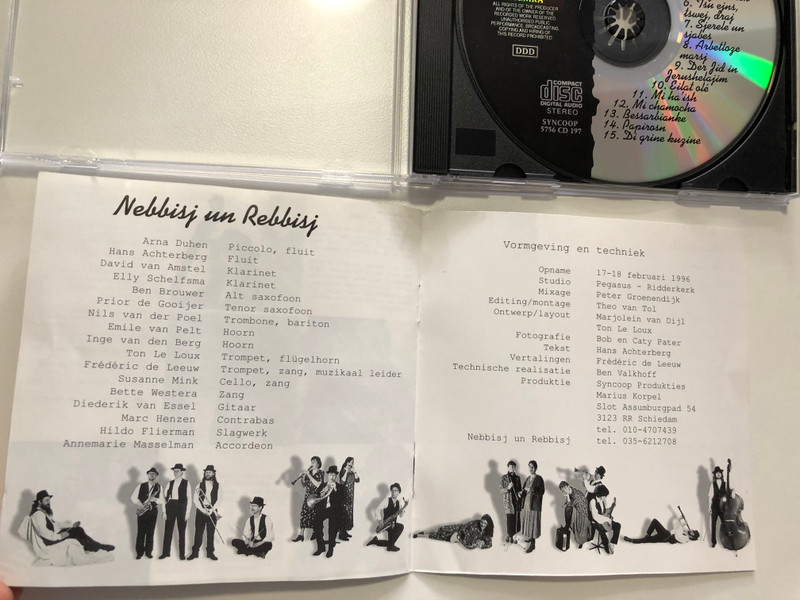 ALL RIGHTS OF THE PRODUCER
AND OF THE OWNER OF THE
RECORDED WORK RESERVED
UNAUTHORISED PUBLIC
PERFORMANCE, BROADCASTING,
COPYING AND HIRING OF
THIS RECORD PROHIBITED
DDD
COMPACT
disc
DIGITAL AUDIO
STEREO
SYNCOOP
5756 CD 197
6. Tsu ejns,
tswej, draj
7. Sjerele un
sjabes
8. Arbetloze
marsj
9. Der Jid in
Jerushelajim
10. Eilat olé
11. Mi ha'ish
12. Mi chamocha
13. Bessarbianke
14. Papirosn
15. Di grine kuzine
Nebbisj un Rebbisj
Arna Duhen Piccolo, fluit
Hans Achterberg Fluit
David van Amstel Klarinet
Elly Schelfsma Klarinet
Ben Brouwer Alt saxofoon
Prior de Gooijer Tenor saxofoon
Nils van der Poel Trombone, bariton
Emile van Pelt Hoorn
Inge van den Berg Hoorn
Ton Le Loux Trompet, flügelhorn
Frédéric de Leeuw Trompet, zang, muzikaal leider
Susanne Mink Cello, zang
Bette Westera Zang
Diederik van Essel Gitaar
Marc Henzen Contrabas
Hildo Flierman Slagwerk
Annemarie Masselman Accordeon
Vormgeving en techniek
Opname 17-18 februari 1996
Studio Pegasus - Ridderkerk
Mixage Peter Groenendijk
Editing/montage Theo van Tol
Ontwerp/layout Marjolein van Dijl
Ton Le Loux
Fotografie Bob en Caty Pater
Tekst Hans Achterberg
Vertalingen Frédéric de Leeuw
Technische realisatie Ben Valkhoff
Produktie Syncoop Produkties
Marius Korpel
Slot Assumburgpad 54
3123 RR Schiedam
tel. 010-4707439
Nebbisj un Rebbisj tel. 035-6212708